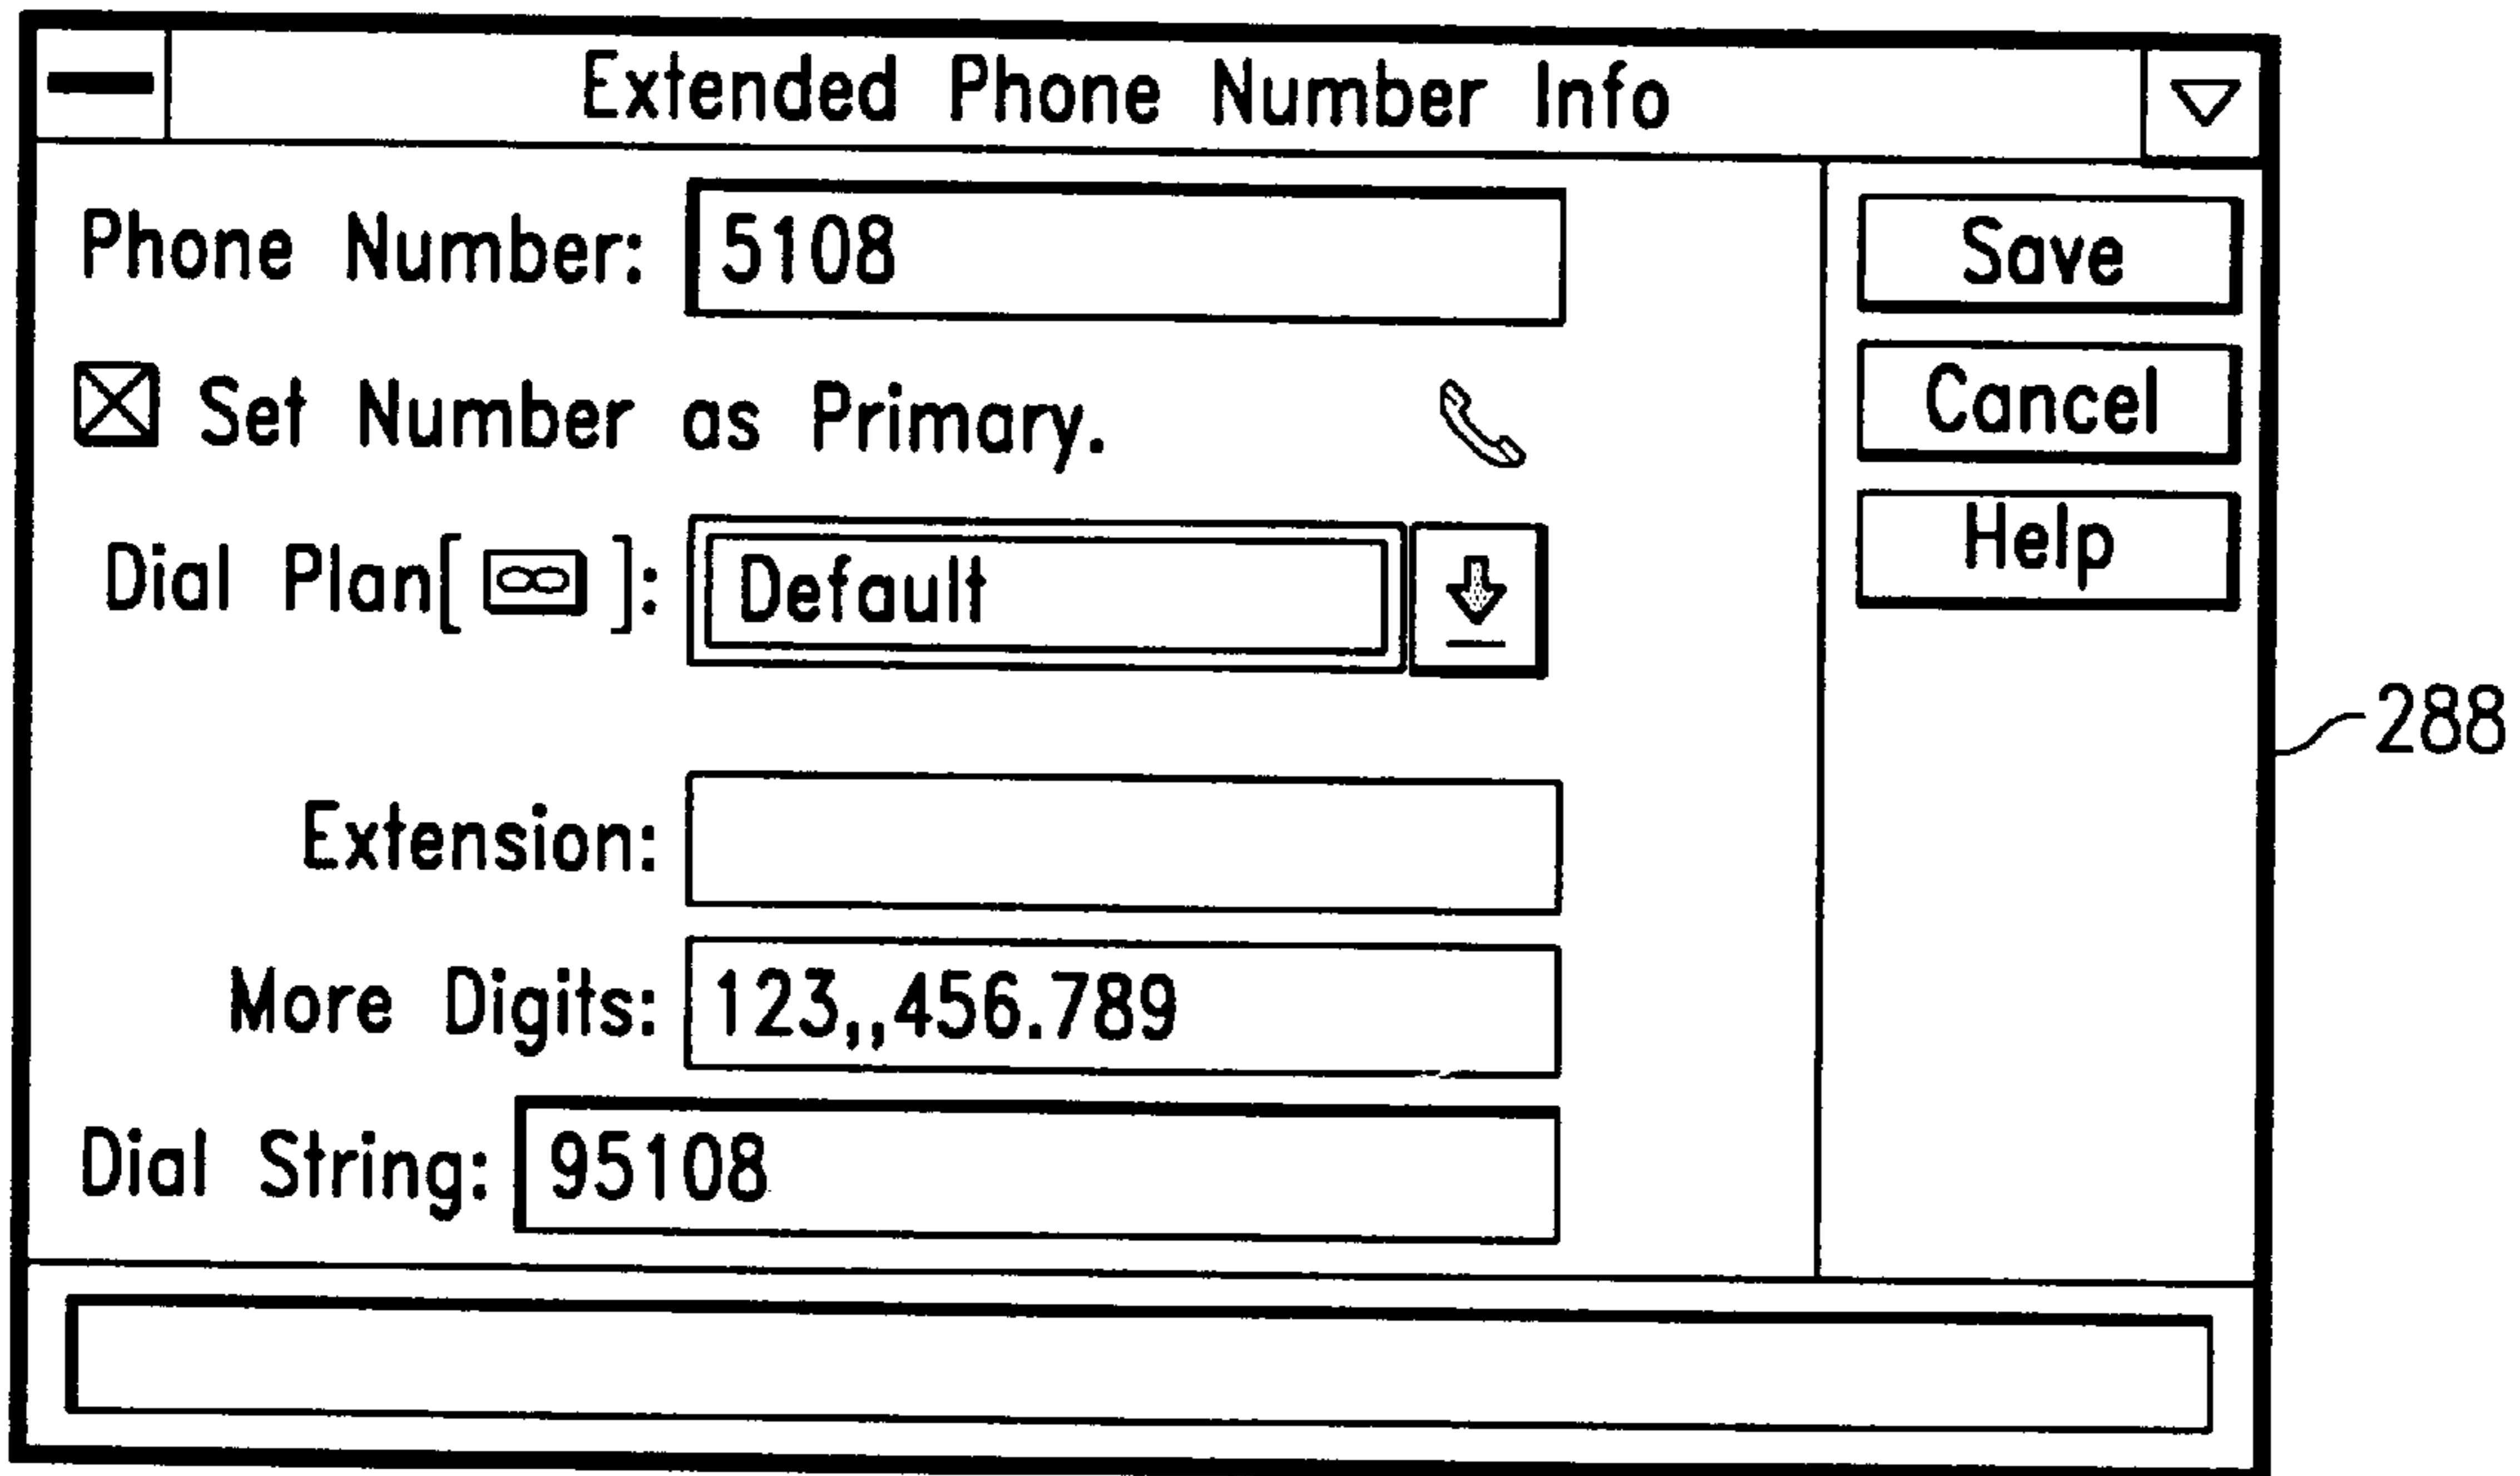 Extended Phone Number Info
Phone Number: 5108
Save
Set Number as Primary.
Cancel
Dial Plan[ ]: Default
Help
288
Extension:
More Digits: 123,,456.789
Dial String: 95108